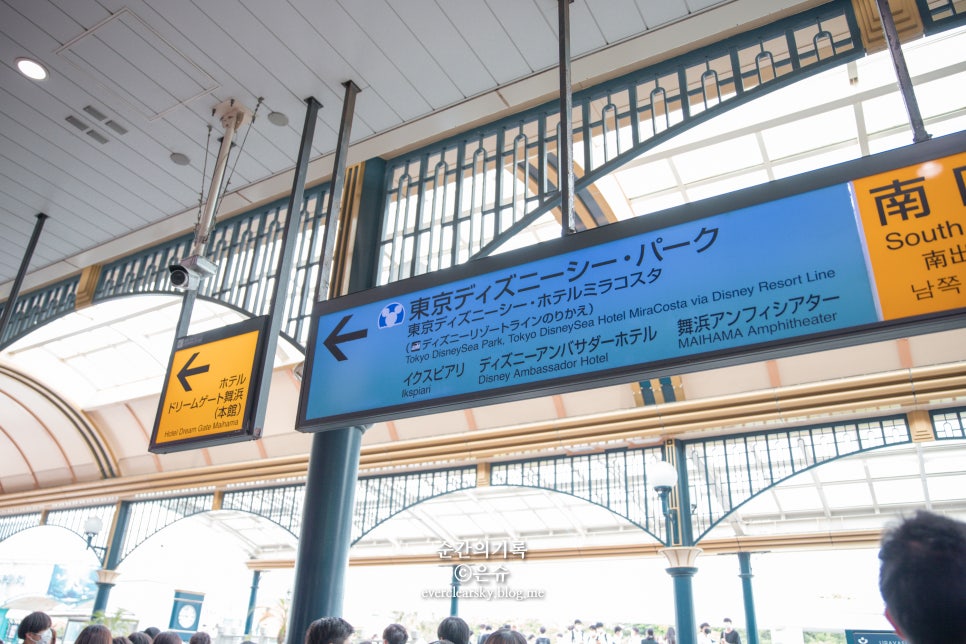 東京ディズニーシー・パーク
東京ディズニーシー・ホテルミラコスタ
(ディズニーリゾートラインのりかえ)
Tokyo DisneySea Park, Tokyo DisneySea Hotel MiraCosta via Disney Resort Line
イクスピアリ ディズニーアンバサダーホテル 舞浜アンフィシアター
Ikspiari Disney Ambassador Hotel MAIHAMA Amphitheater
南
South
南出
남쪽
ホテル
ドリームゲート舞浜
(本館)
Hotel Dream Gate Maihama
순간의기록
©은슈
everclearsky.blog.me